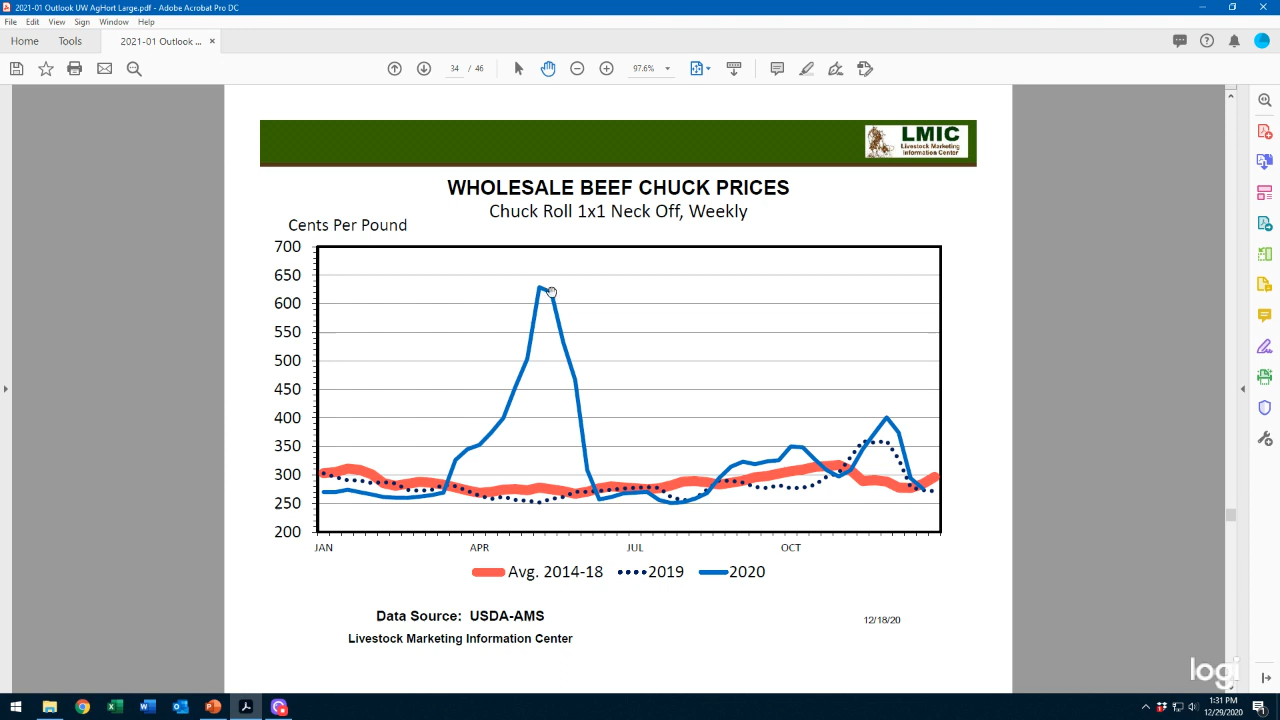 2021-01 Outlook UW AgHort Large.pdf - Adobe Acrobat Pro DC
File Edit View Sign Window Help
Home Tools 2021-01 Outlook ... ×
34 / 46 97.6%
LMIC
Livestock Marketing
Information Center
WHOLESALE BEEF CHUCK PRICES
Chuck Roll 1x1 Neck Off, Weekly
Cents Per Pound
700
650
600
550
500
450
400
350
300
250
200
JAN APR JUL OCT
Avg. 2014-18 2019 2020
Data Source: USDA-AMS
12/18/20
Livestock Marketing Information Center
logi
1:31 PM
12/29/2020
1